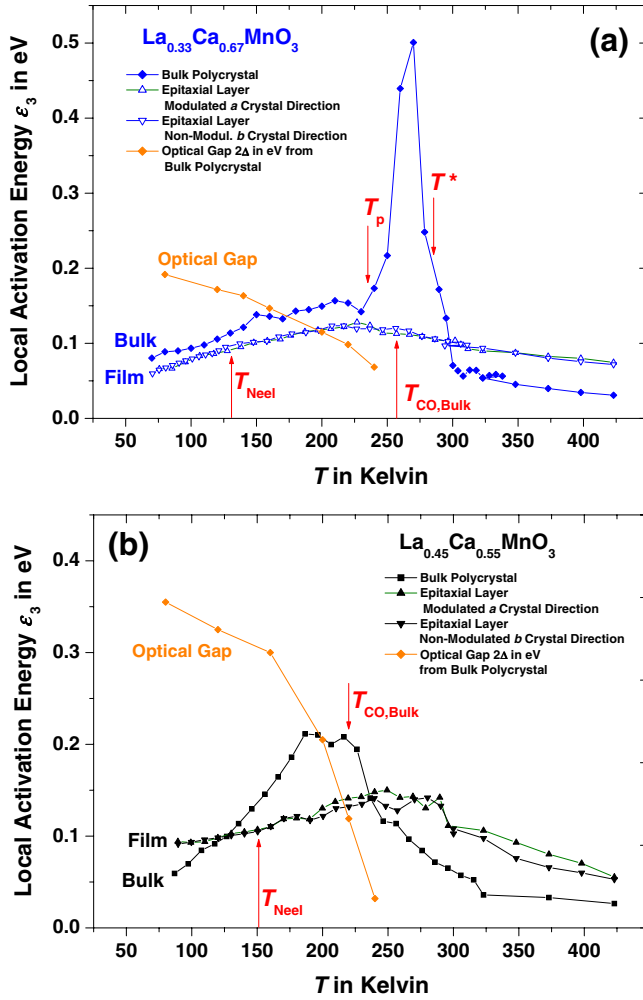 (a)
La0.33Ca0.67MnO3
Bulk Polycrystal
Epitaxial Layer
Modulated a Crystal Direction
Epitaxial Layer
Non-Modul. b Crystal Direction
Optical Gap 2Δ in eV from
Bulk Polycrystal
Local Activation Energy ε3 in eV
0.5
0.4
0.3
0.2
0.1
0.0
Tp
T*
Optical Gap
Bulk
Film
TNeel
TCO,Bulk
50 100 150 200 250 300 350 400
T in Kelvin
(b)
La0.45Ca0.55MnO3
Bulk Polycrystal
Epitaxial Layer
Modulated a Crystal Direction
Epitaxial Layer
Non-Modulated b Crystal Direction
Optical Gap 2Δ in eV
from Bulk Polycrystal
Local Activation Energy ε3 in eV
0.4
0.3
0.2
0.1
0.0
Optical Gap
TCO,Bulk
Film
Bulk
TNeel
50 100 150 200 250 300 350 400
T in Kelvin